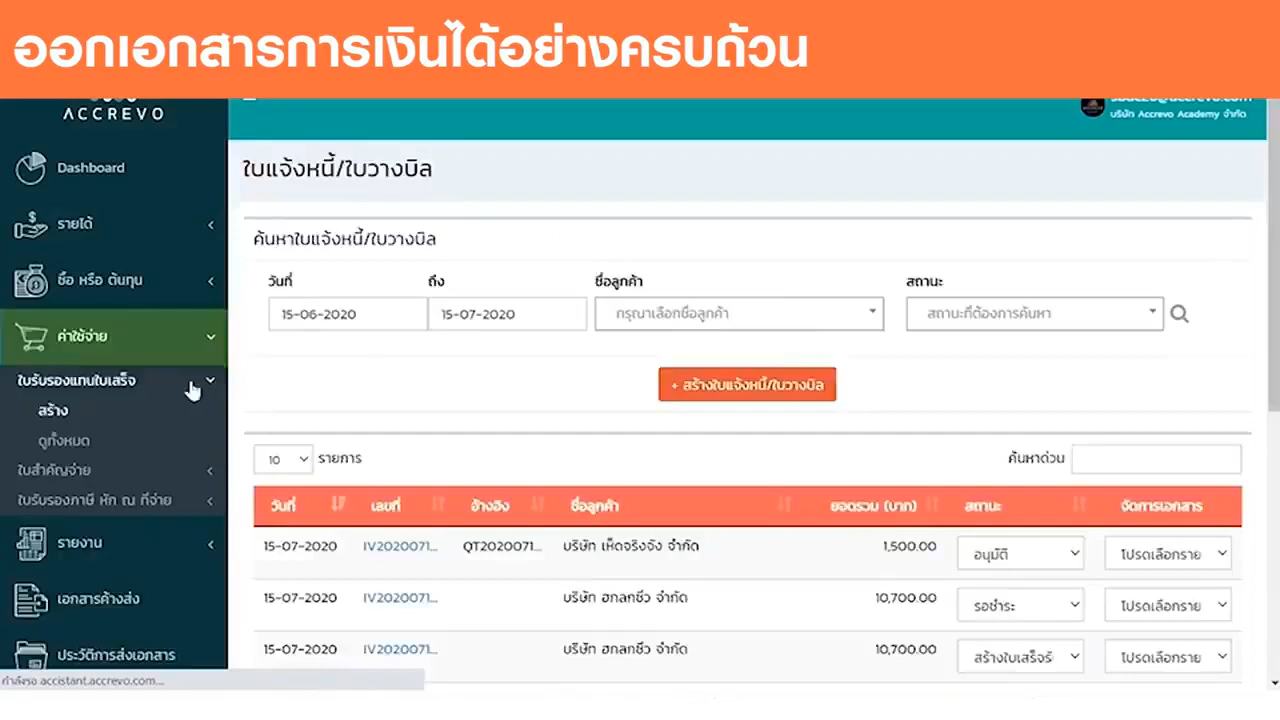 ออกเอกสารการเงินได้อย่างครบถ้วน
ACCREVO
บริษัท Accrevo Academy จำกัด
Dashboard
รายได้
ซื้อ หรือ ต้นทุน
ค่าใช้จ่าย
ใบรับรองแทนใบเสร็จ
สร้าง
ดูทั้งหมด
ใบสำคัญจ่าย
ใบรับรองภาษี หัก ณ ที่จ่าย
รายงาน
เอกสารค้างส่ง
ประวัติการส่งเอกสาร
กำลังรอ accistant.accrevo.com...
ใบแจ้งหนี้/ใบวางบิล
ค้นหาใบแจ้งหนี้/ใบวางบิล
วันที่ ถึง ชื่อลูกค้า สถานะ
15-06-2020 15-07-2020 กรุณาเลือกชื่อลูกค้า สถานะที่ต้องการค้นหา
+ สร้างใบแจ้งหนี้/ใบวางบิล
10 รายการ ค้นหาด่วน
วันที่ เลขที่ อ้างอิง ชื่อลูกค้า ยอดรวม (บาท) สถานะ จัดการเอกสาร
15-07-2020 IV2020071... QT2020071... บริษัท เห็ดจริงจัง จำกัด 1,500.00 อนุมัติ โปรดเลือกราย
15-07-2020 IV2020071... บริษัท ฮกลกซิ่ว จำกัด 10,700.00 รอชำระ โปรดเลือกราย
15-07-2020 IV2020071... บริษัท ฮกลกซิ่ว จำกัด 10,700.00 สร้างใบเสร็จรั โปรดเลือกราย